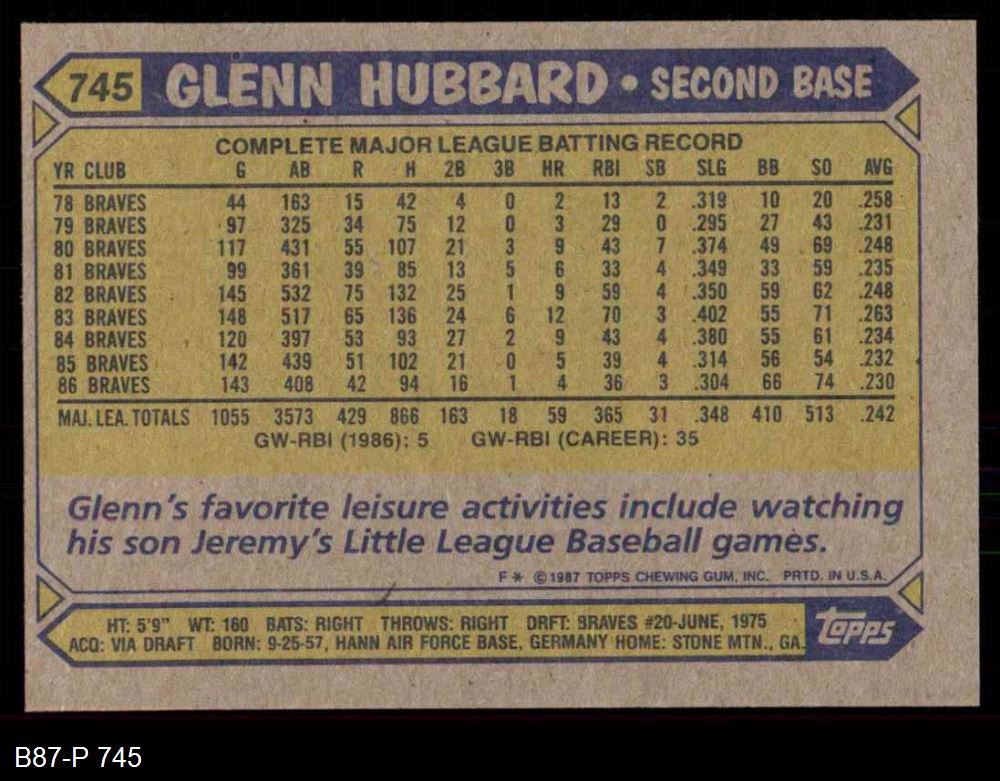 745 GLENN HUBBARD • SECOND BASE
COMPLETE MAJOR LEAGUE BATTING RECORD
YR CLUB G AB R H 2B 3B HR RBI SB SLG BB SO AVG
78 BRAVES 44 163 15 42 4 0 2 13 2 .319 10 20 .258
79 BRAVES 97 325 34 75 12 0 3 29 0 .295 27 43 .231
80 BRAVES 117 431 55 107 21 3 9 43 7 .374 49 69 .248
81 BRAVES 99 361 39 85 13 5 6 33 4 .349 33 59 .235
82 BRAVES 145 532 75 132 25 1 9 59 4 .350 59 62 .248
83 BRAVES 148 517 65 136 24 6 12 70 3 .402 55 71 .263
84 BRAVES 120 397 53 93 27 2 9 43 4 .380 55 61 .234
85 BRAVES 142 439 51 102 21 0 5 39 4 .314 56 54 .232
86 BRAVES 143 408 42 94 16 1 4 36 3 .304 66 74 .230
MAJ. LEA. TOTALS 1055 3573 429 866 163 18 59 365 31 .348 410 513 .242
GW-RBI (1986): 5 GW-RBI (CAREER): 35
Glenn's favorite leisure activities include watching
his son Jeremy's Little League Baseball games.
F * © 1987 TOPPS CHEWING GUM, INC. PRTD. IN U.S.A.
HT: 5'9" WT: 160 BATS: RIGHT THROWS: RIGHT DRFT: BRAVES #20-JUNE, 1975
ACQ: VIA DRAFT BORN: 9-25-57, HANN AIR FORCE BASE, GERMANY HOME: STONE MTN., GA.
Topps
B87-P 745